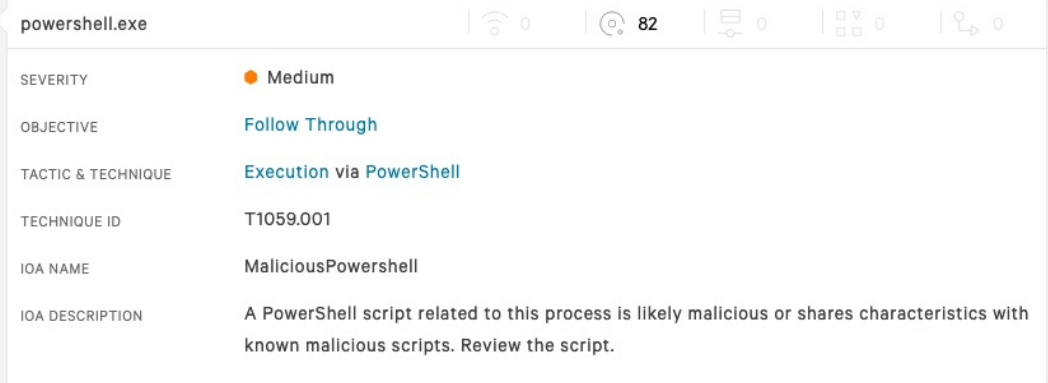 powershell.exe 0 82 0 0 0
SEVERITY Medium
OBJECTIVE Follow Through
TACTIC & TECHNIQUE Execution via PowerShell
TECHNIQUE ID T1059.001
IOA NAME MaliciousPowershell
IOA DESCRIPTION A PowerShell script related to this process is likely malicious or shares characteristics with
known malicious scripts. Review the script.